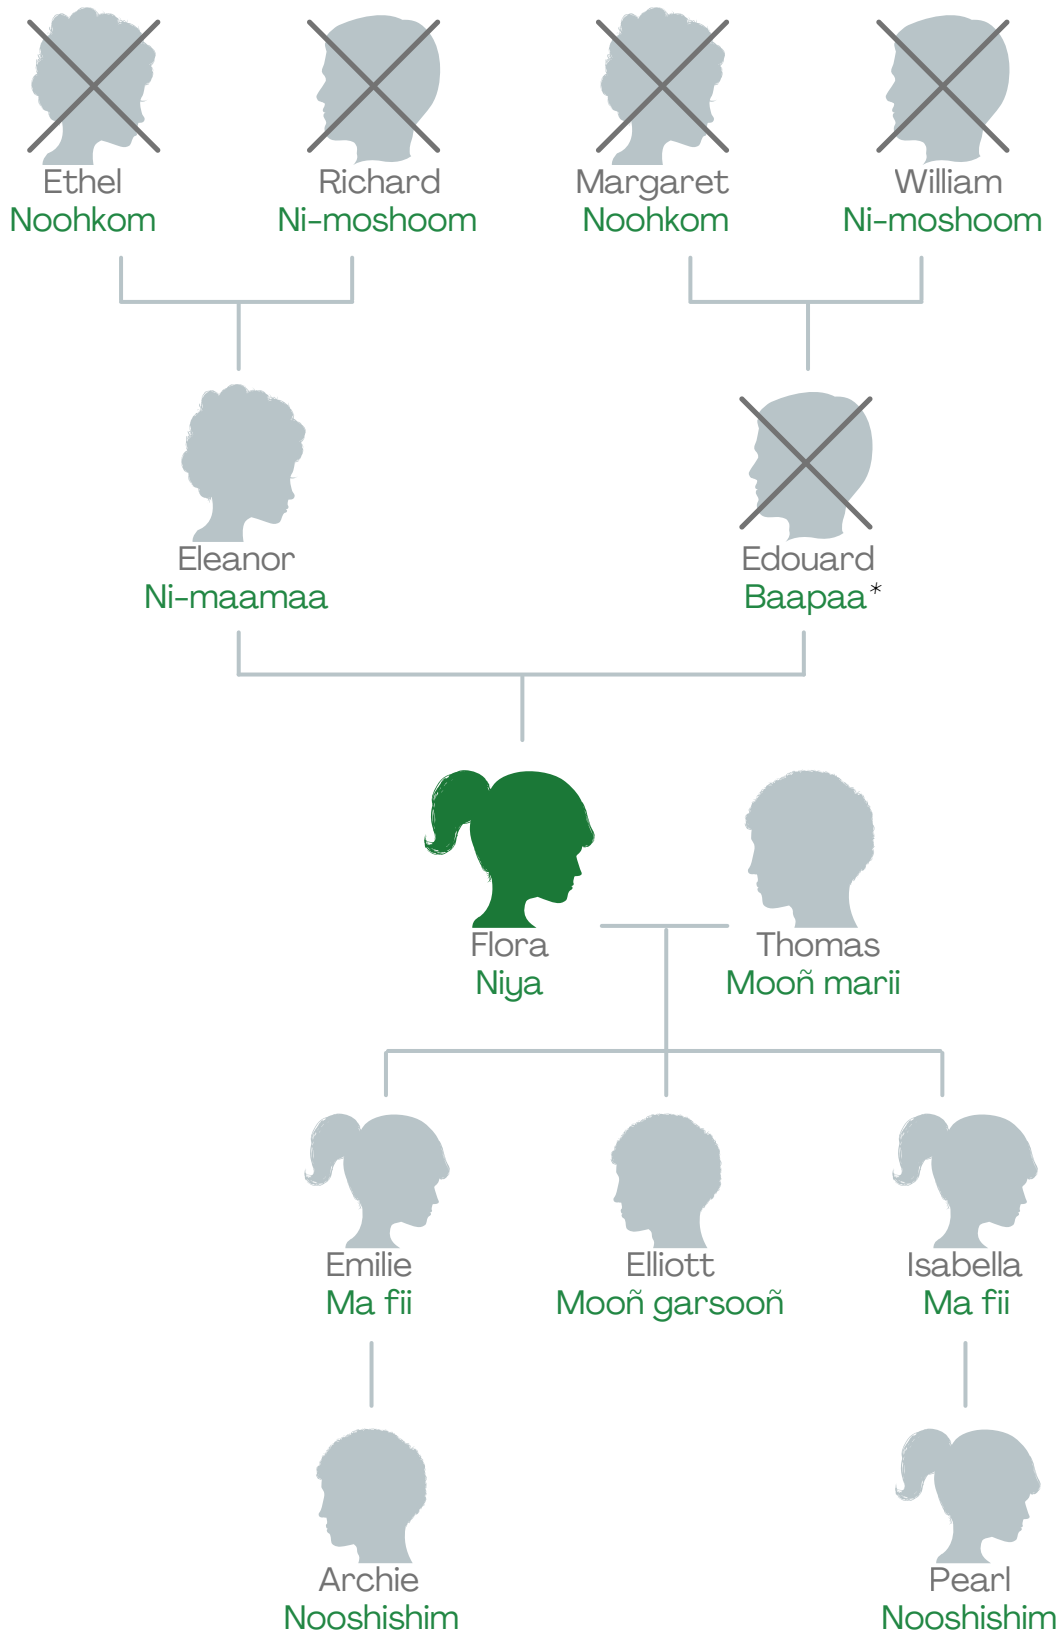 Ethel
Noohkom
Richard
Ni-moshoom
Margaret
Noohkom
William
Ni-moshoom
Eleanor
Ni-maamaa
Edouard
Baapaa*
Flora
Niya
Thomas
Mooñ marii
Emilie
Ma fii
Elliott
Mooñ garsooñ
Isabella
Ma fii
Archie
Nooshishim
Pearl
Nooshishim